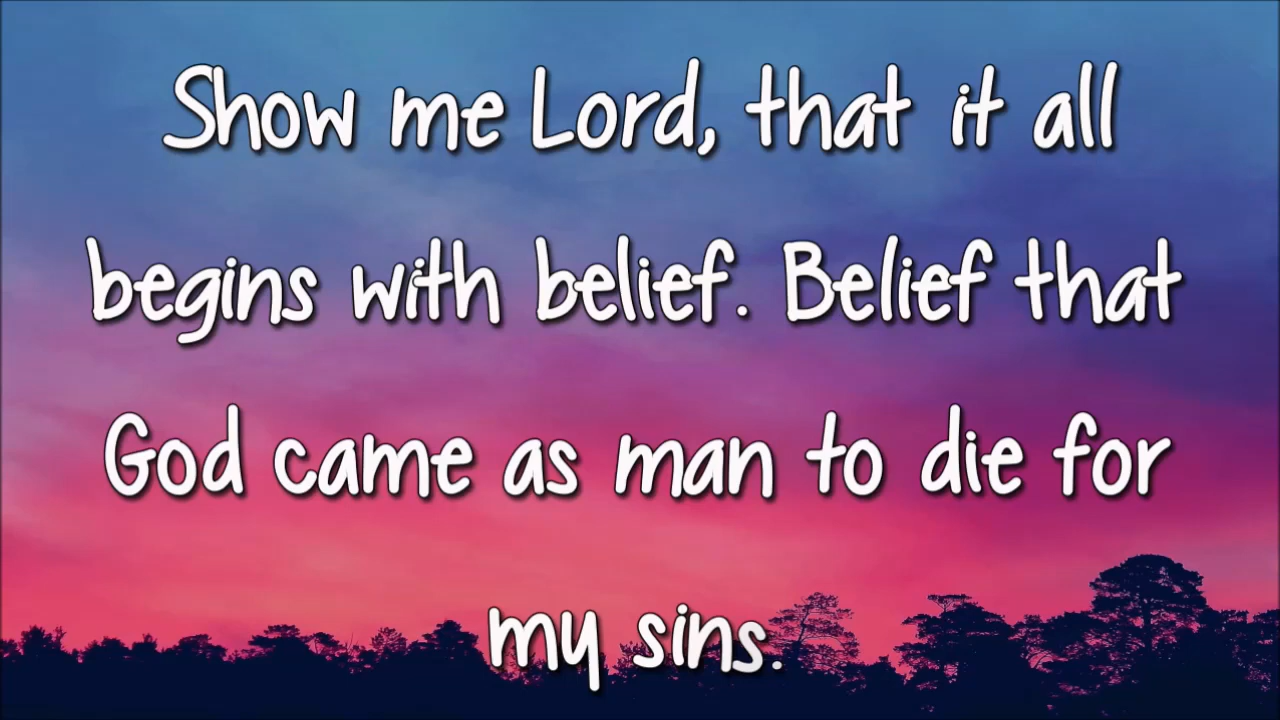 Show me Lord, that it all
begins with belief. Belief that
God came as man to die for
my sins.